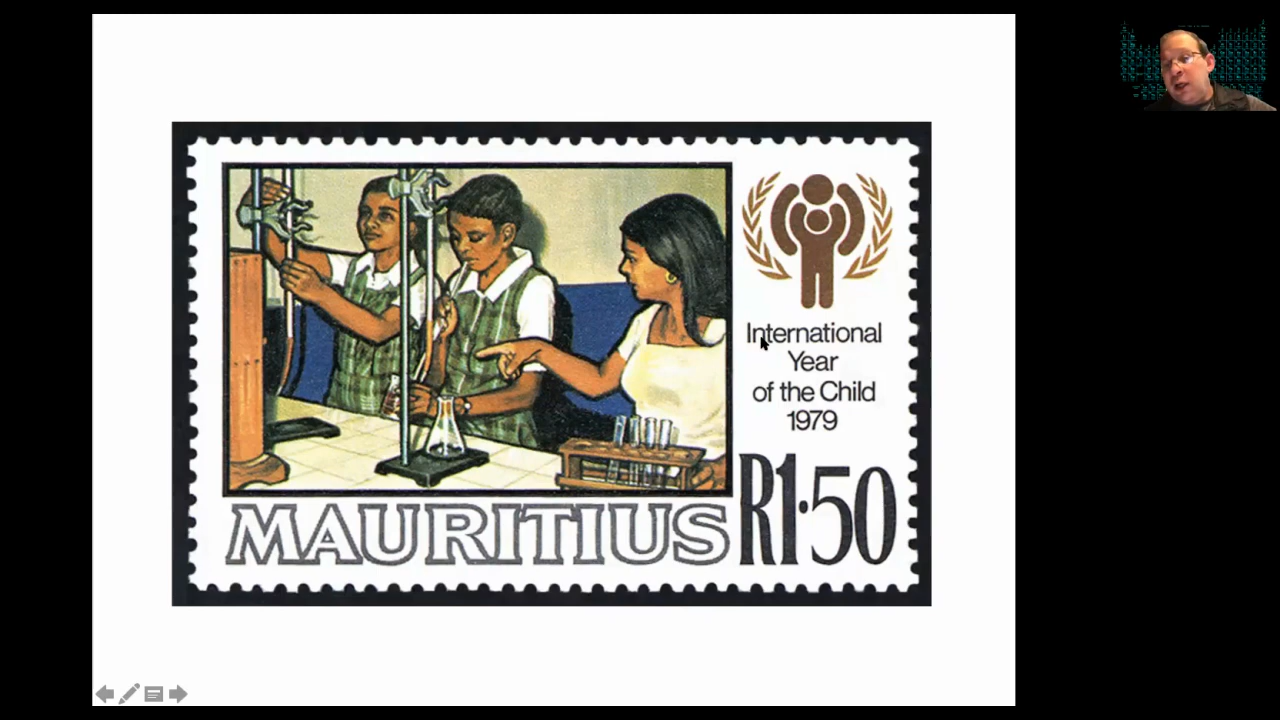 International
Year
of the Child
1979
MAURITIUS
R1·50